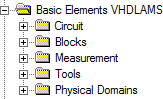 Basic Elements VHDLAMS
Circuit
Blocks
Measurement
Tools
Physical Domains